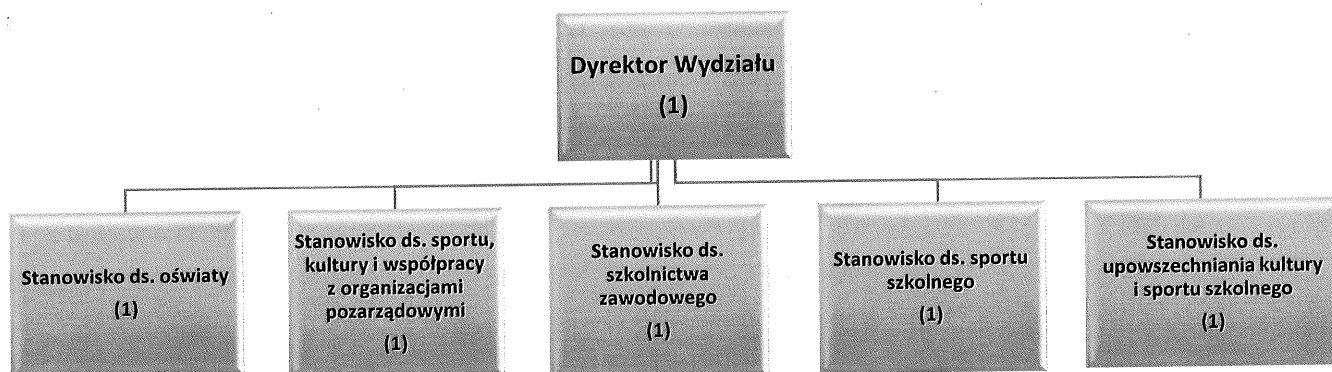 Dyrektor Wydziału
(1)
Stanowisko ds. oświaty
(1)
Stanowisko ds. sportu,
kultury i współpracy
z organizacjami
pozarządowymi
(1)
Stanowisko ds.
szkolnictwa
zawodowego
(1)
Stanowisko ds. sportu
szkolnego
(1)
Stanowisko ds.
upowszechniania kultury
i sportu szkolnego
(1)